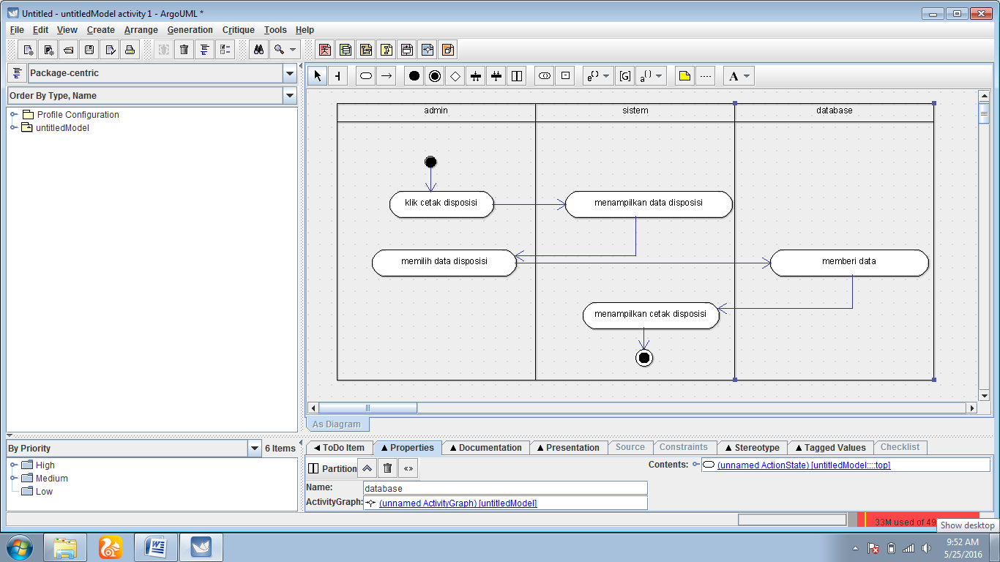 Untitled - untitledModel activity 1 - ArgoUML *
File Edit View Create Arrange Generation Critique Tools Help
Package-centric
Order By Type, Name
Profile Configuration
untitledModel
admin sistem database
klik cetak disposisi menampilkan data disposisi
memilih data disposisi memberi data
menampilkan cetak disposisi
As Diagram
By Priority 6 Items
High
Medium
Low
ToDo Item Properties Documentation Presentation Source Constraints Stereotype Tagged Values Checklist
Partition
Contents: (unnamed ActionState) [untitledModel::::top]
Name: database
ActivityGraph: (unnamed ActivityGraph) [untitledModel]
33M used of 49
Show desktop
9:52 AM
5/25/2016